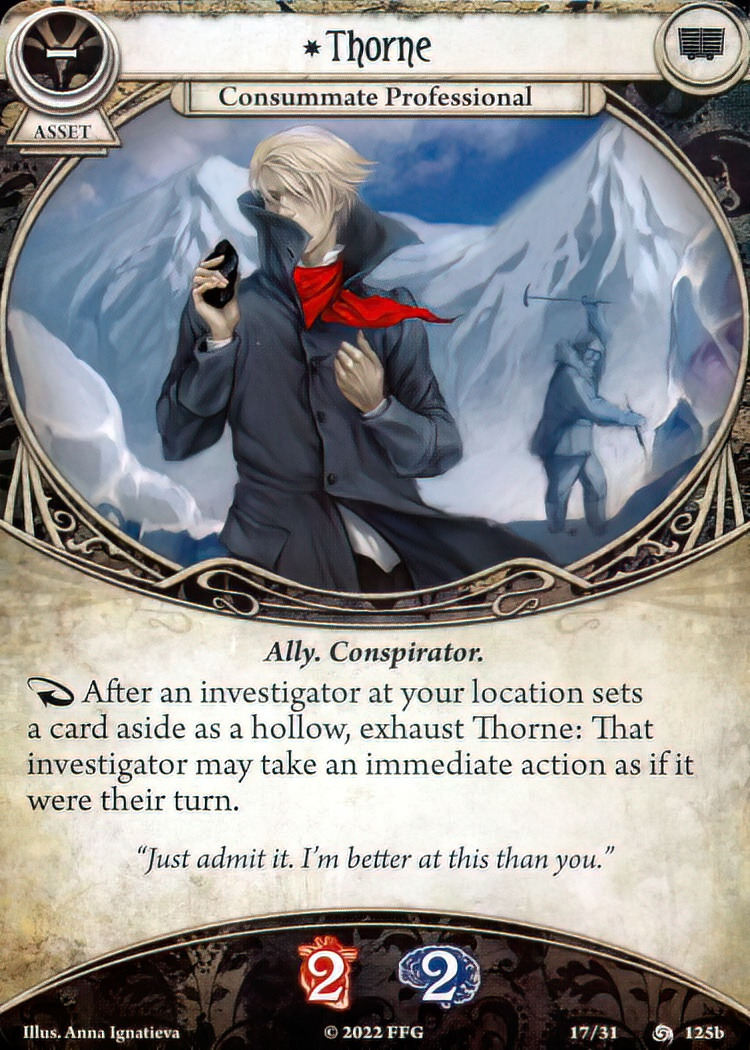 Thorne
Consummate Professional
ASSET
Ally. Conspirator.
After an investigator at your location sets
a card aside as a hollow, exhaust Thorne: That
investigator may take an immediate action as if it
were their turn.
“Just admit it. I'm better at this than you.”
2 2
Illus. Anna Ignatieva © 2022 FFG 17/31 125b